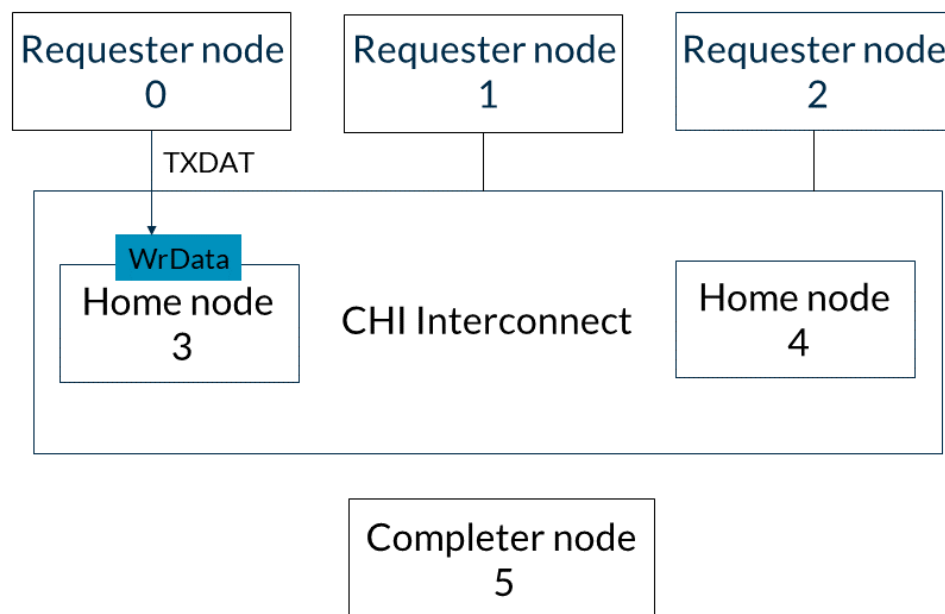 Requester node
0
Requester node
1
Requester node
2
TXDAT
WrData
Home node
3
CHI Interconnect
Home node
4
Completer node
5